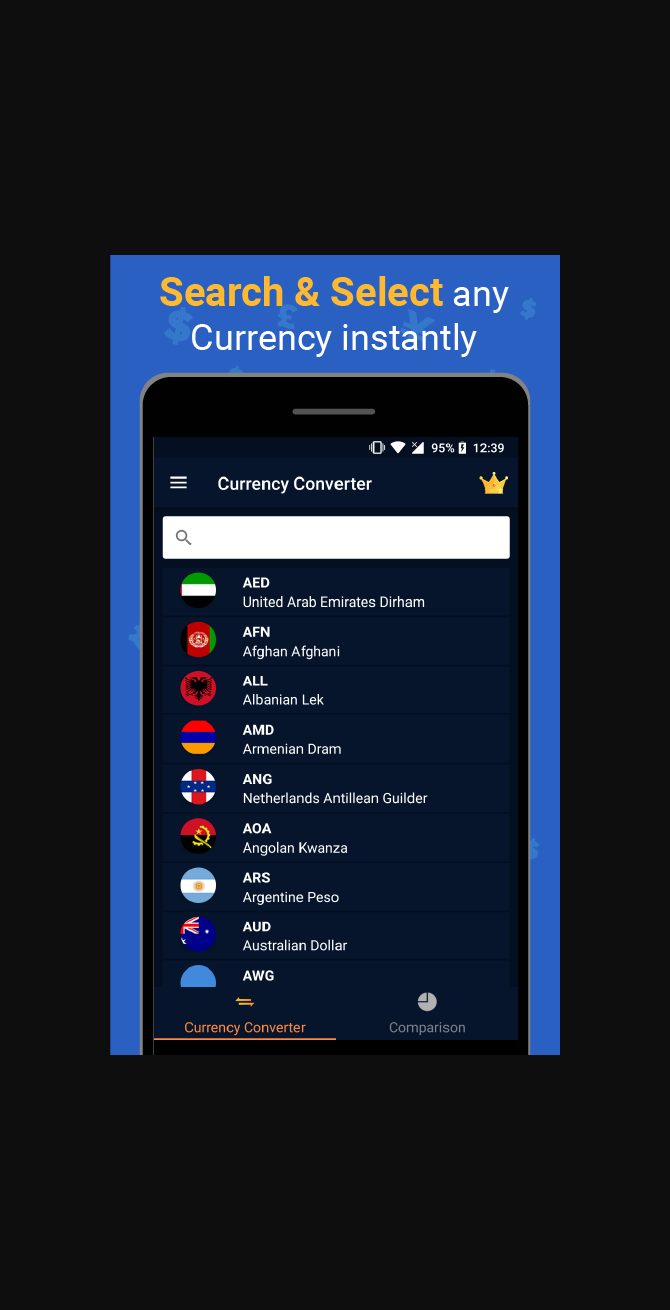 Search & Select any
Currency instantly
95% 12:39
Currency Converter
AED
United Arab Emirates Dirham
AFN
Afghan Afghani
ALL
Albanian Lek
AMD
Armenian Dram
ANG
Netherlands Antillean Guilder
AOA
Angolan Kwanza
ARS
Argentine Peso
AUD
Australian Dollar
AWG
Currency Converter Comparison